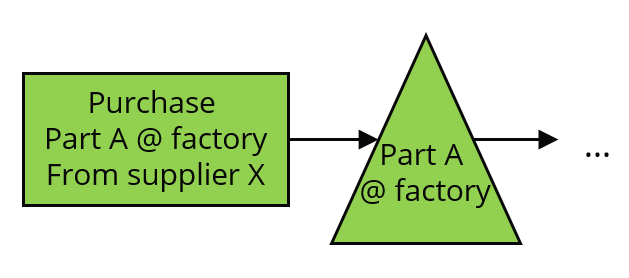 Purchase
Part A @ factory
From supplier X
Part A
@ factory
...